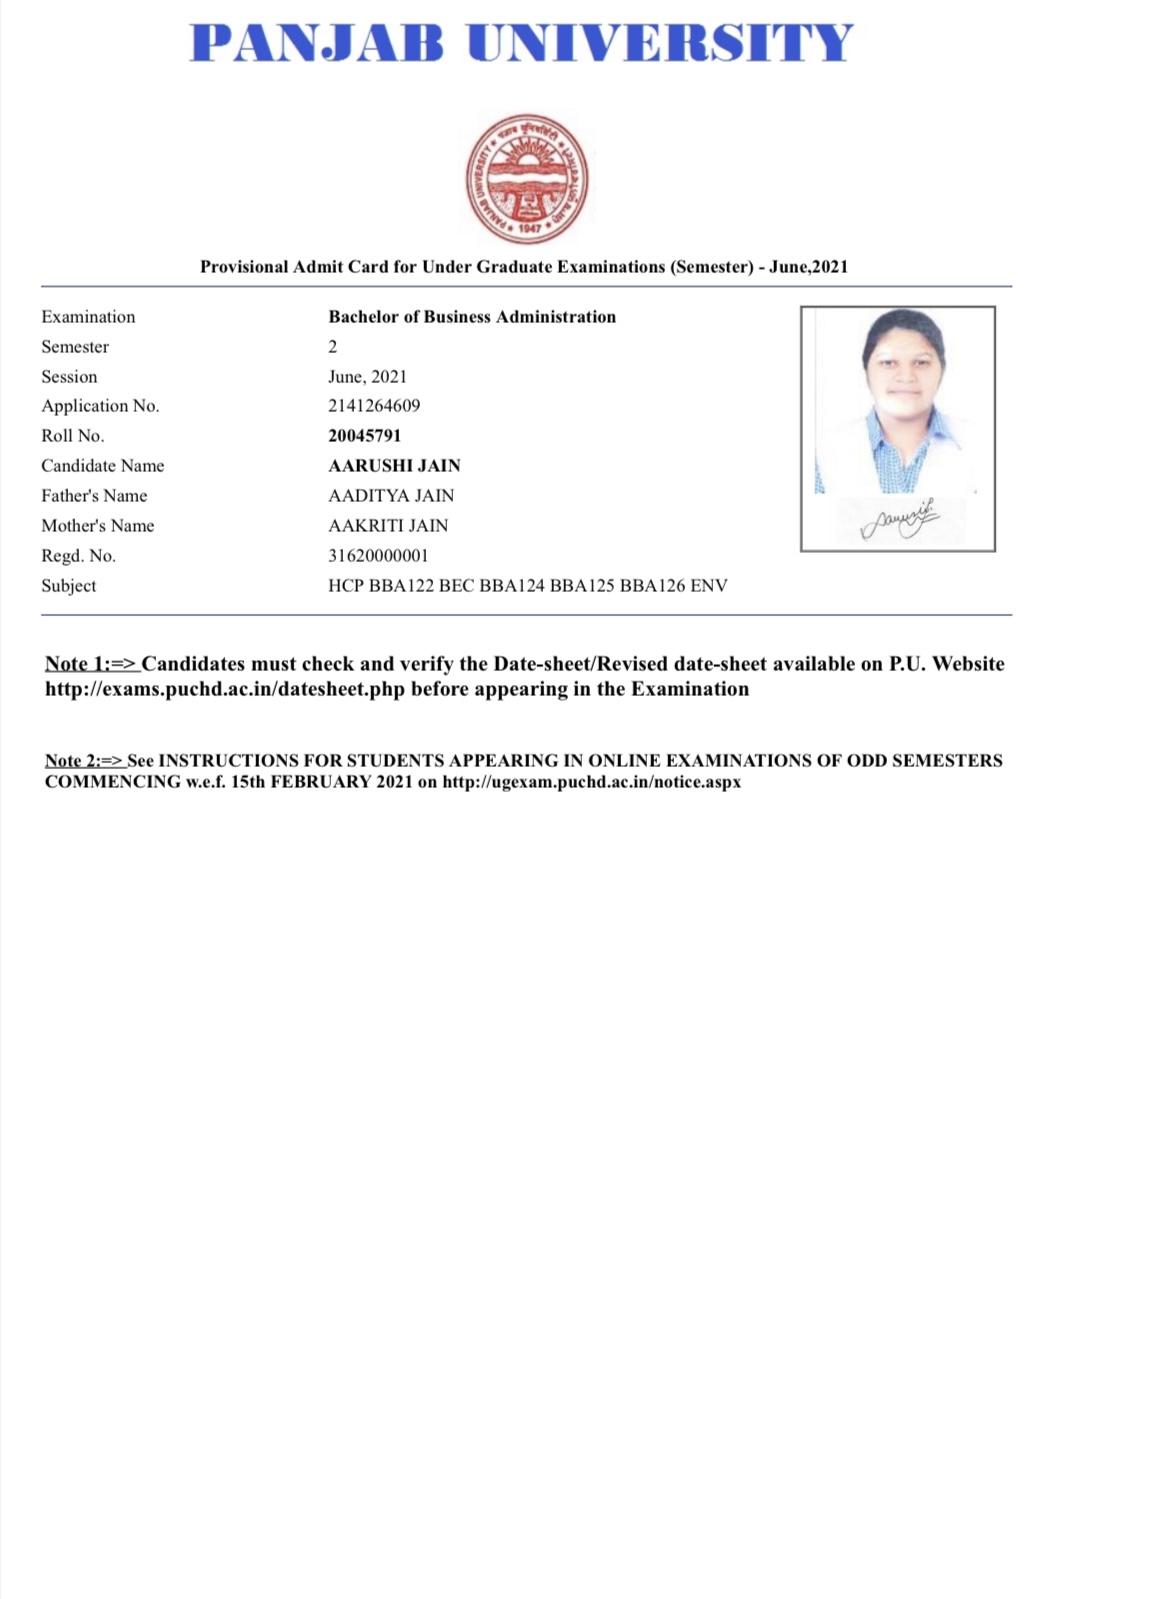 PANJAB UNIVERSITY
पंजाब यूनिवर्सिटी
PANJAB UNIVERSITY
1947
Provisional Admit Card for Under Graduate Examinations (Semester) - June,2021
Examination Bachelor of Business Administration
Semester 2
Session June, 2021
Application No. 2141264609
Roll No. 20045791
Candidate Name AARUSHI JAIN
Father's Name AADITYA JAIN
Mother's Name AAKRITI JAIN
Regd. No. 31620000001
Subject HCP BBA122 BEC BBA124 BBA125 BBA126 ENV
Note 1:=> Candidates must check and verify the Date-sheet/Revised date-sheet available on P.U. Website
http://exams.puchd.ac.in/datesheet.php before appearing in the Examination
Note 2:=> See INSTRUCTIONS FOR STUDENTS APPEARING IN ONLINE EXAMINATIONS OF ODD SEMESTERS
COMMENCING w.e.f. 15th FEBRUARY 2021 on http://ugexam.puchd.ac.in/notice.aspx